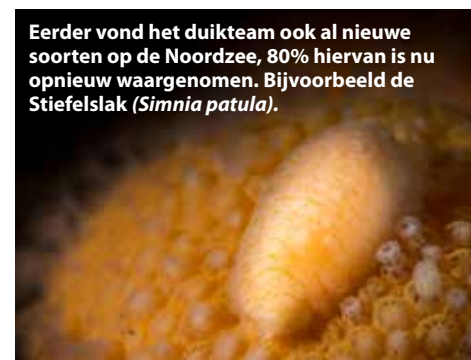 Eerder vond het duikteam ook al nieuwe
soorten op de Noordzee, 80% hiervan is nu
opnieuw waargenomen. Bijvoorbeeld de
Stiefelslak (Simnia patula).